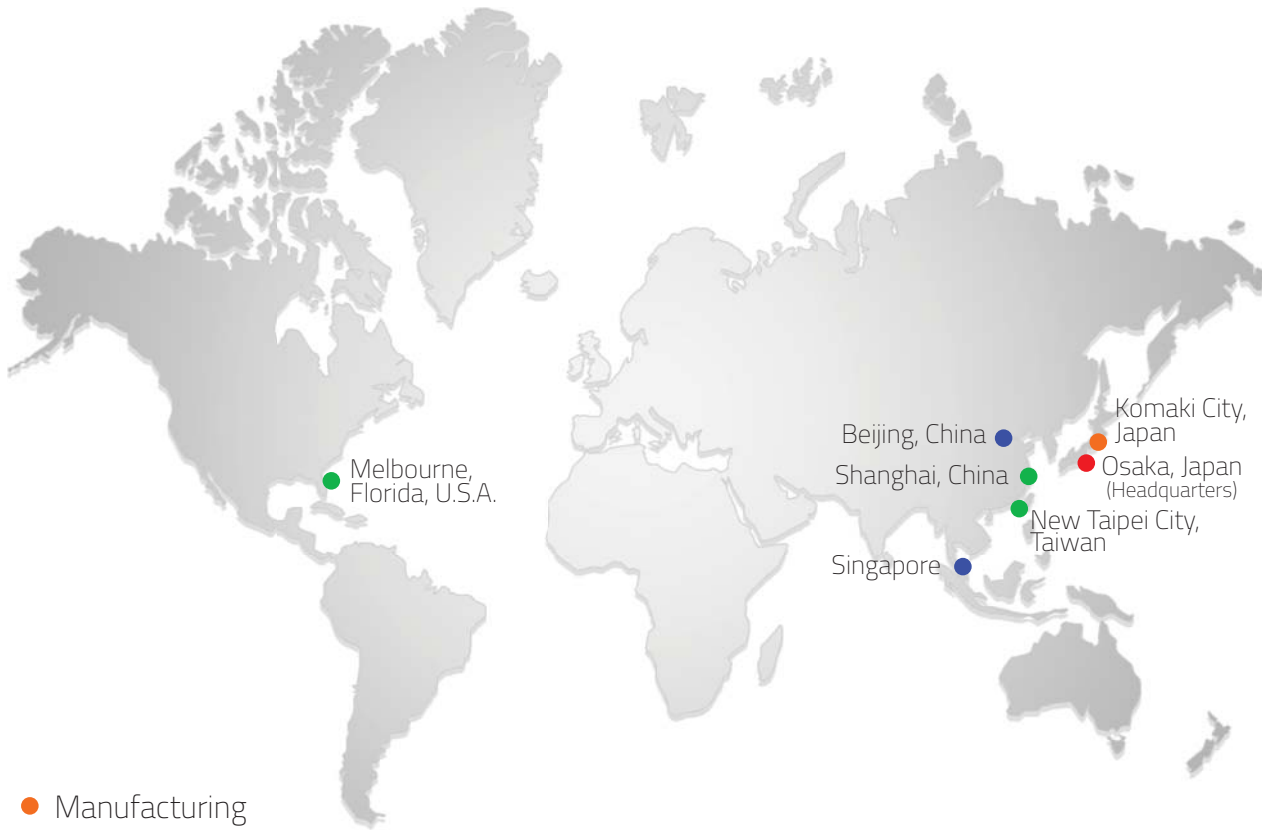 Komaki City,
Japan
Beijing, China
Osaka, Japan
(Headquarters)
Melbourne,
Florida, U.S.A.
Shanghai, China
New Taipei City,
Taiwan
Singapore
Manufacturing